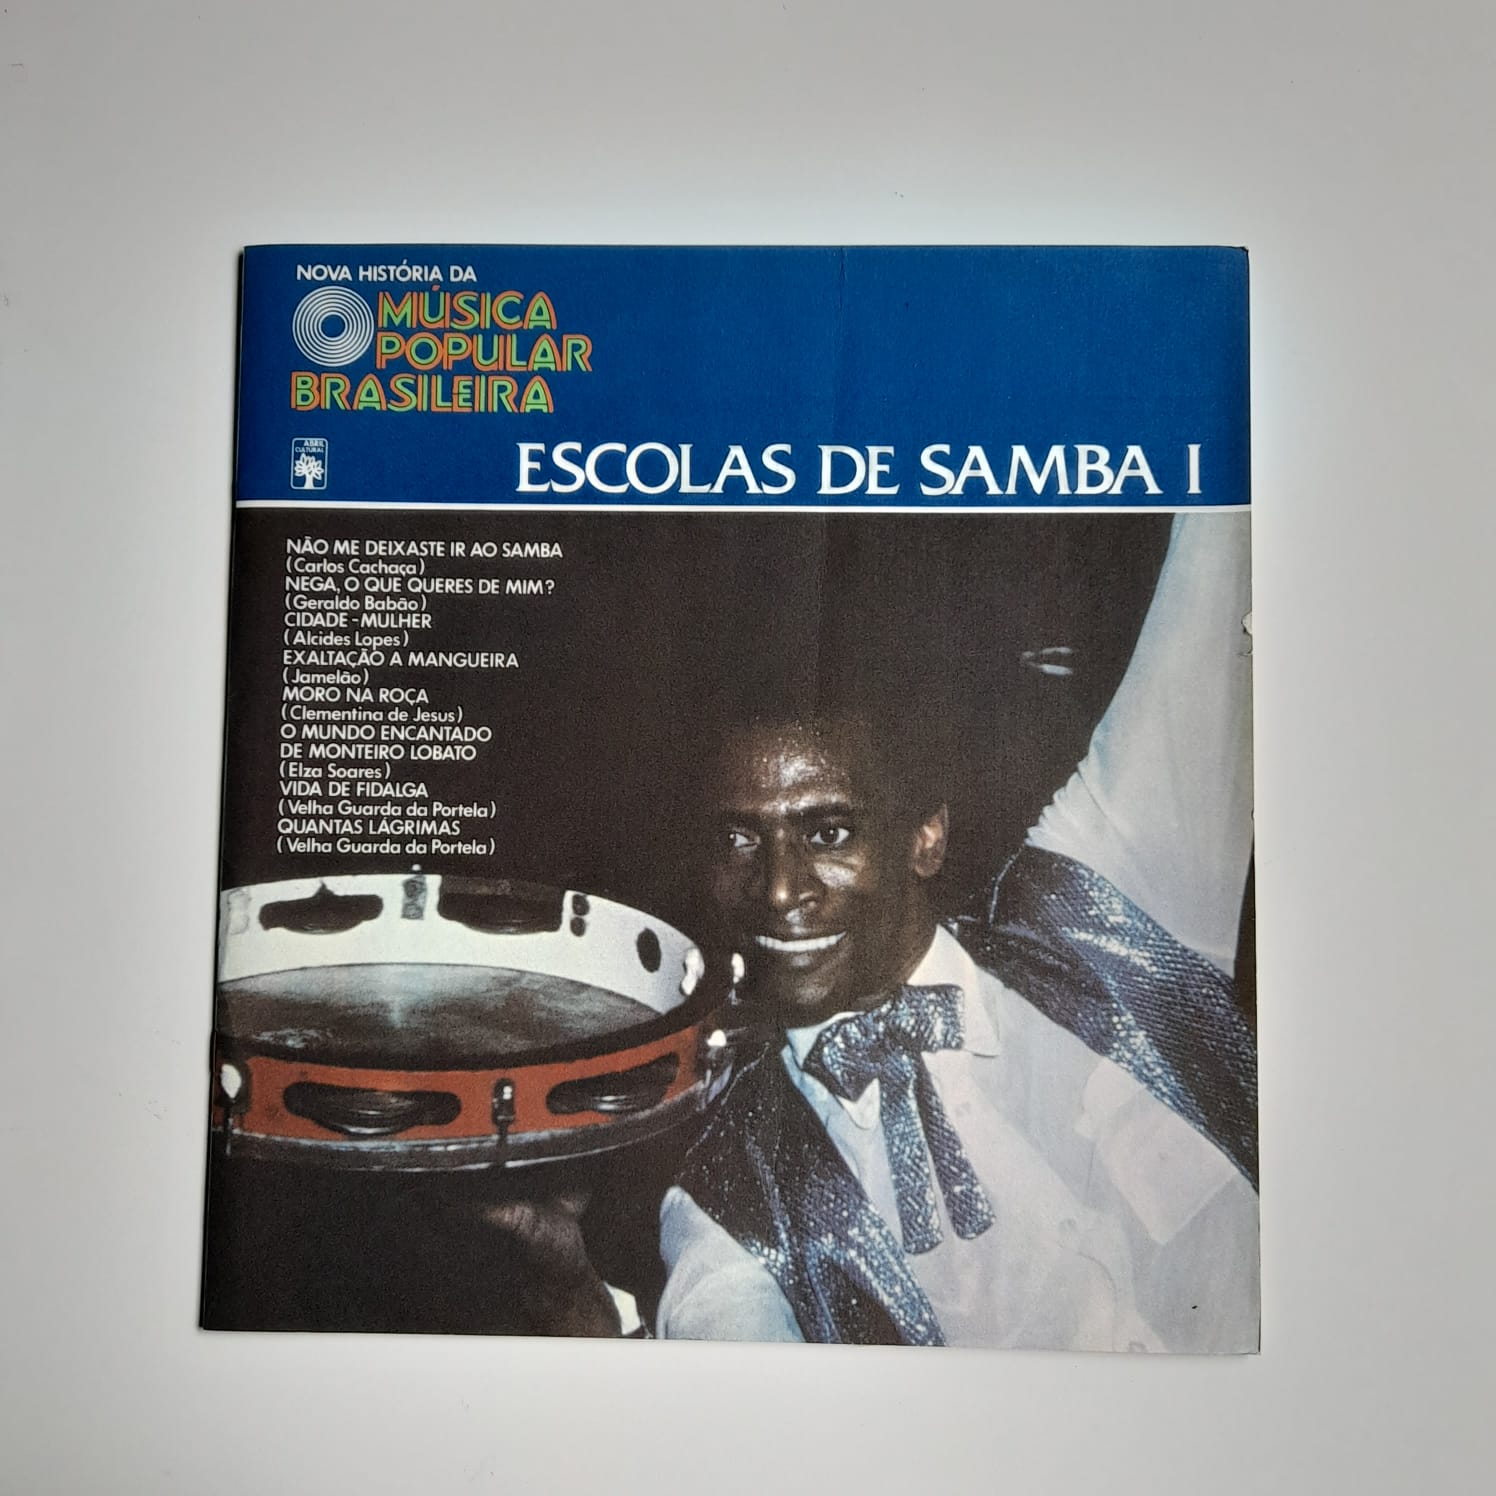 NOVA HISTÓRIA DA
MÚSICA
POPULAR
BRASILEIRA
ABRIL
CULTURAL
ESCOLAS DE SAMBA I
NÃO ME DEIXASTE IR AO SAMBA
(Carlos Cachaça)
NEGA, O QUE QUERES DE MIM?
(Geraldo Babão)
CIDADE-MULHER
(Alcides Lopes)
EXALTAÇÃO A MANGUEIRA
(Jamelão)
MORO NA ROÇA
(Clementina de Jesus)
O MUNDO ENCANTADO
DE MONTEIRO LOBATO
(Elza Soares)
VIDA DE FIDALGA
(Velha Guarda da Portela)
QUANTAS LÁGRIMAS
(Velha Guarda da Portela)